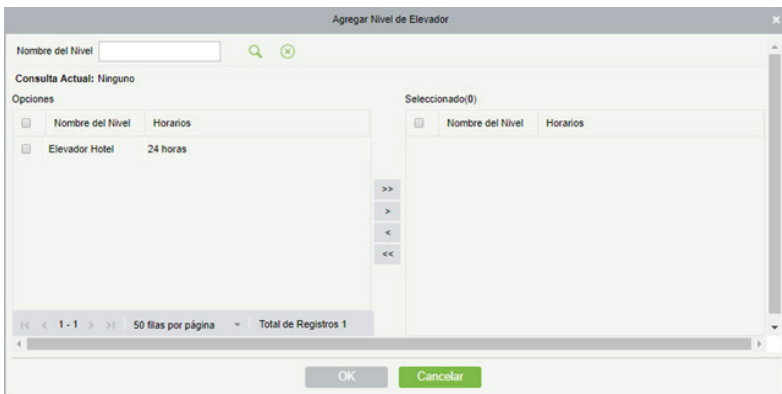 Agregar Nivel de Elevador
Nombre del Nivel
Consulta Actual: Ninguno
Opciones
Seleccionado(0)
Nombre del Nivel Horarios
Nombre del Nivel Horarios
Elevador Hotel 24 horas
>>
>
<
<<
1 - 1 50 filas por página Total de Registros 1
OK Cancelar